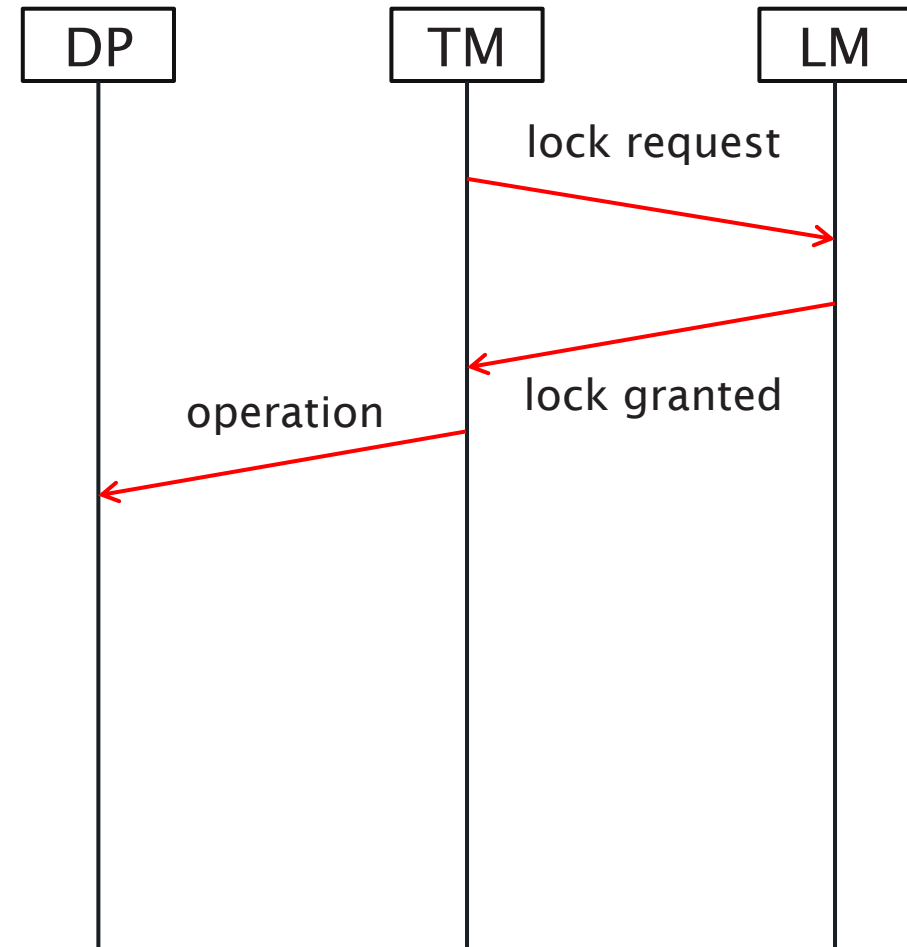 DP
TM
LM
lock request
lock granted
operation